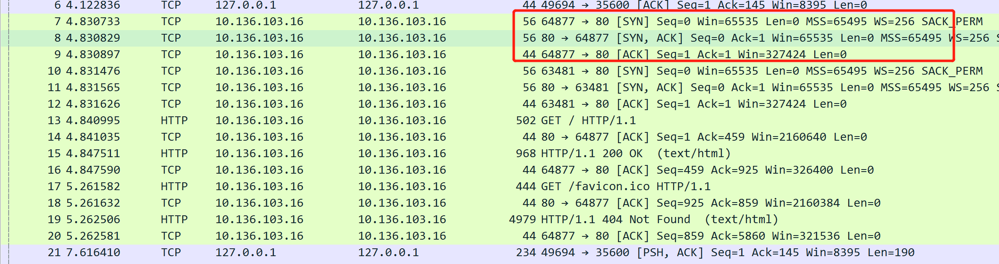 6 4.122836 TCP 127.0.0.1 127.0.0.1 44 49694 → 35600 [ACK] Seq=1 Ack=145 Win=8395 Len=0
7 4.830733 TCP 10.136.103.16 10.136.103.16 56 64877 → 80 [SYN] Seq=0 Win=65535 Len=0 MSS=65495 WS=256 SACK_PERM
8 4.830829 TCP 10.136.103.16 10.136.103.16 56 80 → 64877 [SYN, ACK] Seq=0 Ack=1 Win=65535 Len=0 MSS=65495 WS=256 S
9 4.830897 TCP 10.136.103.16 10.136.103.16 44 64877 → 80 [ACK] Seq=1 Ack=1 Win=327424 Len=0
10 4.831476 TCP 10.136.103.16 10.136.103.16 56 63481 → 80 [SYN] Seq=0 Win=65535 Len=0 MSS=65495 WS=256 SACK_PERM
11 4.831565 TCP 10.136.103.16 10.136.103.16 56 80 → 63481 [SYN, ACK] Seq=0 Ack=1 Win=65535 Len=0 MSS=65495 WS=256 S
12 4.831626 TCP 10.136.103.16 10.136.103.16 44 63481 → 80 [ACK] Seq=1 Ack=1 Win=327424 Len=0
13 4.840995 HTTP 10.136.103.16 10.136.103.16 502 GET / HTTP/1.1
14 4.841035 TCP 10.136.103.16 10.136.103.16 44 80 → 64877 [ACK] Seq=1 Ack=459 Win=2160640 Len=0
15 4.847511 HTTP 10.136.103.16 10.136.103.16 968 HTTP/1.1 200 OK (text/html)
16 4.847590 TCP 10.136.103.16 10.136.103.16 44 64877 → 80 [ACK] Seq=459 Ack=925 Win=326400 Len=0
17 5.261582 HTTP 10.136.103.16 10.136.103.16 444 GET /favicon.ico HTTP/1.1
18 5.261632 TCP 10.136.103.16 10.136.103.16 44 80 → 64877 [ACK] Seq=925 Ack=859 Win=2160384 Len=0
19 5.262506 HTTP 10.136.103.16 10.136.103.16 4979 HTTP/1.1 404 Not Found (text/html)
20 5.262581 TCP 10.136.103.16 10.136.103.16 44 64877 → 80 [ACK] Seq=859 Ack=5860 Win=321536 Len=0
21 7.616410 TCP 127.0.0.1 127.0.0.1 234 49694 → 35600 [PSH, ACK] Seq=1 Ack=145 Win=8395 Len=190